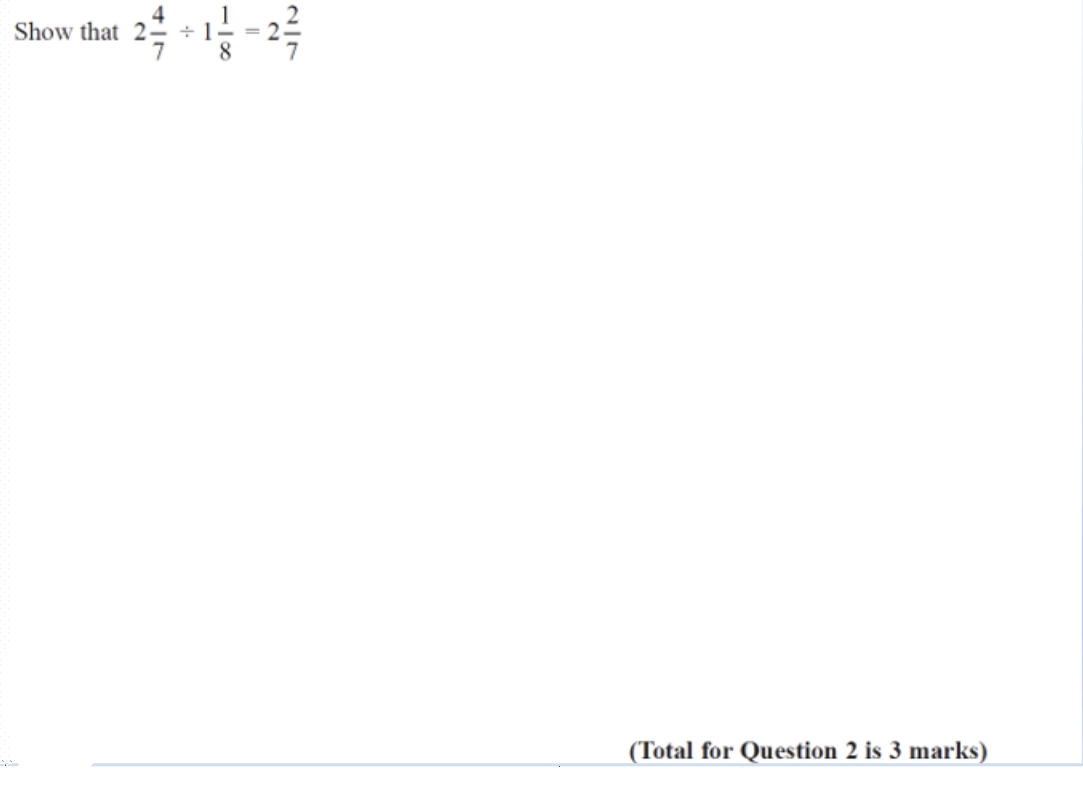 Show that 2 4/7 ÷ 1 1/8 = 2 2/7
(Total for Question 2 is 3 marks)